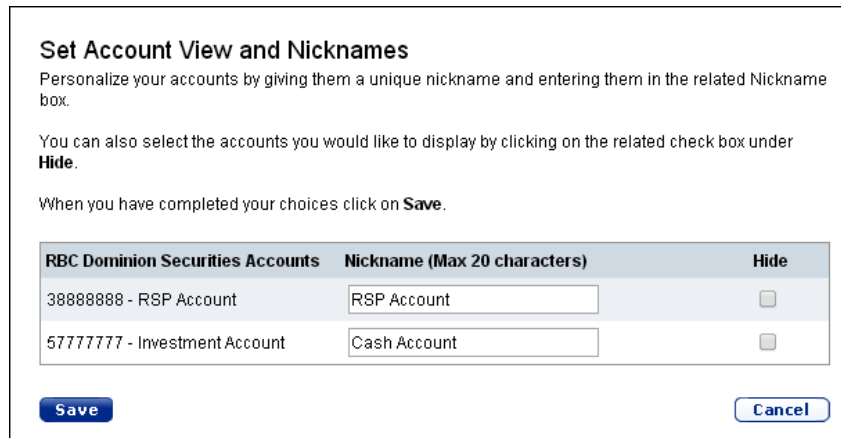 Set Account View and Nicknames
Personalize your accounts by giving them a unique nickname and entering them in the related Nickname
box.
You can also select the accounts you would like to display by clicking on the related check box under
Hide.
When you have completed your choices click on Save.
RBC Dominion Securities Accounts Nickname (Max 20 characters) Hide
38888888 - RSP Account RSP Account
57777777 - Investment Account Cash Account
Save Cancel